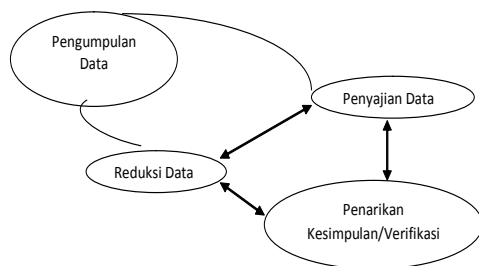 Pengumpulan
Data
Penyajian Data
Reduksi Data
Penarikan
Kesimpulan/Verifikasi